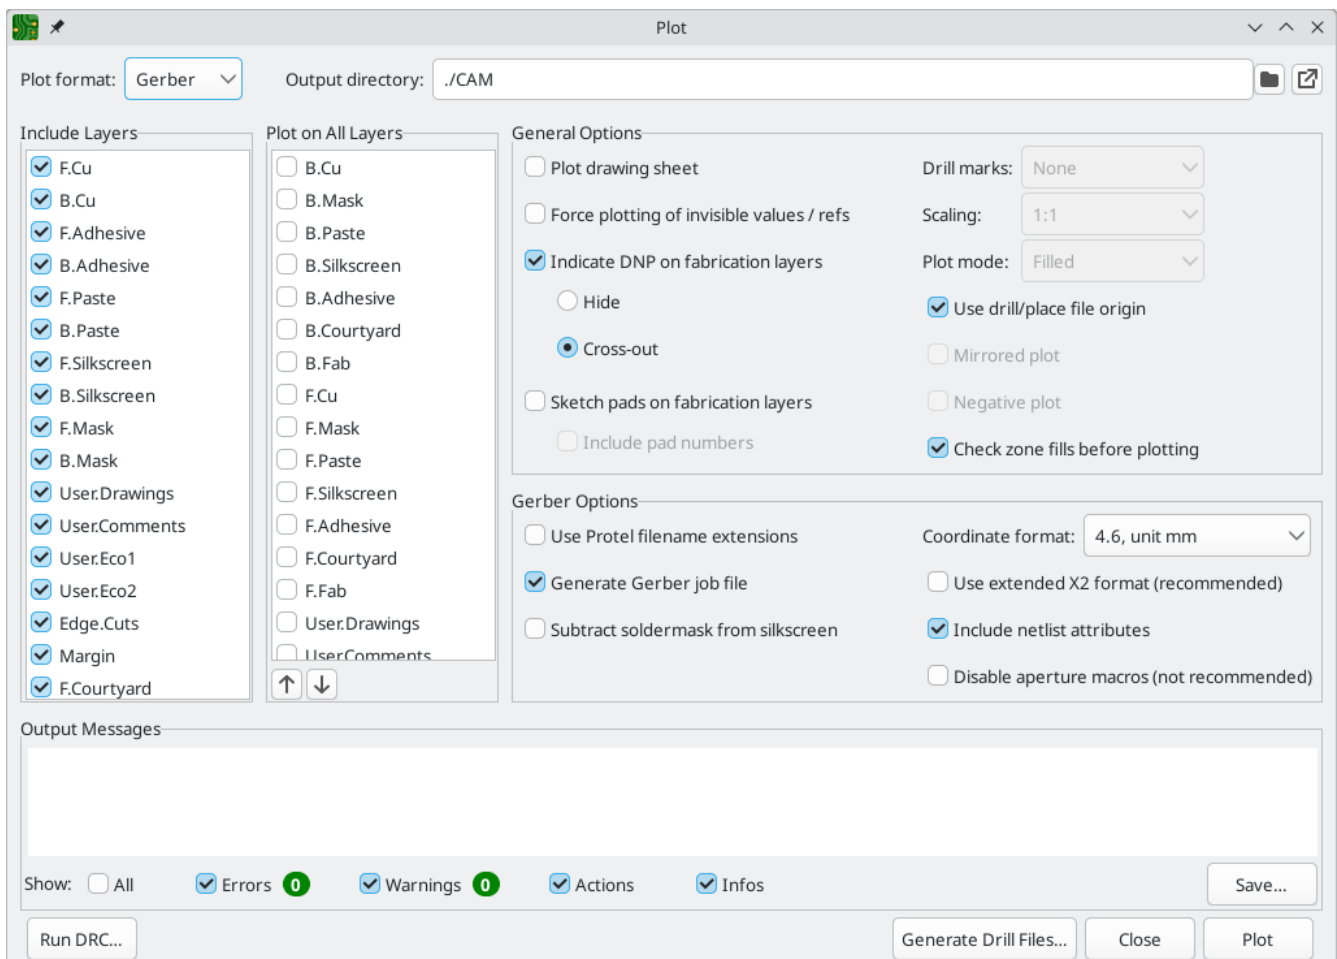 Plot
Plot format: Gerber
Output directory: ./CAM
Include Layers
F.Cu
B.Cu
F.Adhesive
B.Adhesive
F.Paste
B.Paste
F.Silkscreen
B.Silkscreen
F.Mask
B.Mask
User.Drawings
User.Comments
User.Eco1
User.Eco2
Edge.Cuts
Margin
F.Courtyard
Plot on All Layers
B.Cu
B.Mask
B.Paste
B.Silkscreen
B.Adhesive
B.Courtyard
B.Fab
F.Cu
F.Mask
F.Paste
F.Silkscreen
F.Adhesive
F.Courtyard
F.Fab
User.Drawings
User.Comments
General Options
Plot drawing sheet
Force plotting of invisible values / refs
Indicate DNP on fabrication layers
Hide
Cross-out
Sketch pads on fabrication layers
Include pad numbers
Drill marks: None
Scaling: 1:1
Plot mode: Filled
Use drill/place file origin
Mirrored plot
Negative plot
Check zone fills before plotting
Gerber Options
Use Protel filename extensions
Generate Gerber job file
Subtract soldermask from silkscreen
Coordinate format: 4.6, unit mm
Use extended X2 format (recommended)
Include netlist attributes
Disable aperture macros (not recommended)
Output Messages
Show: All Errors 0 Warnings 0 Actions Infos Save...
Run DRC... Generate Drill Files... Close Plot